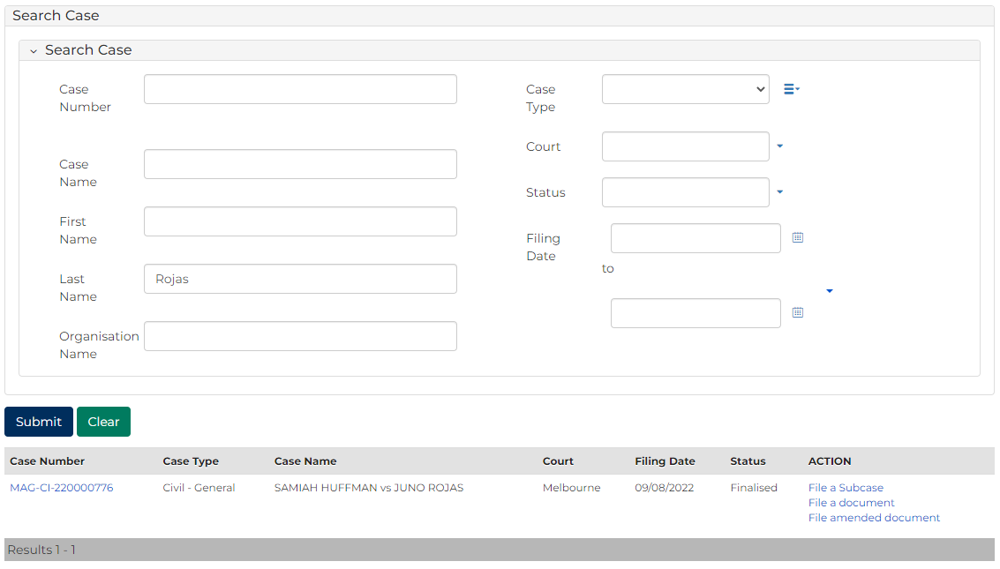 Search Case
Search Case
Case Number
Case Type
Court
Case Name
Status
First Name
Filing Date
to
Last Name
Rojas
Organisation Name
Submit Clear
Case Number Case Type Case Name Court Filing Date Status ACTION
MAG-CI-220000776 Civil - General SAMIAH HUFFMAN vs JUNO ROJAS Melbourne 09/08/2022 Finalised File a Subcase
File a document
File amended document
Results 1 - 1